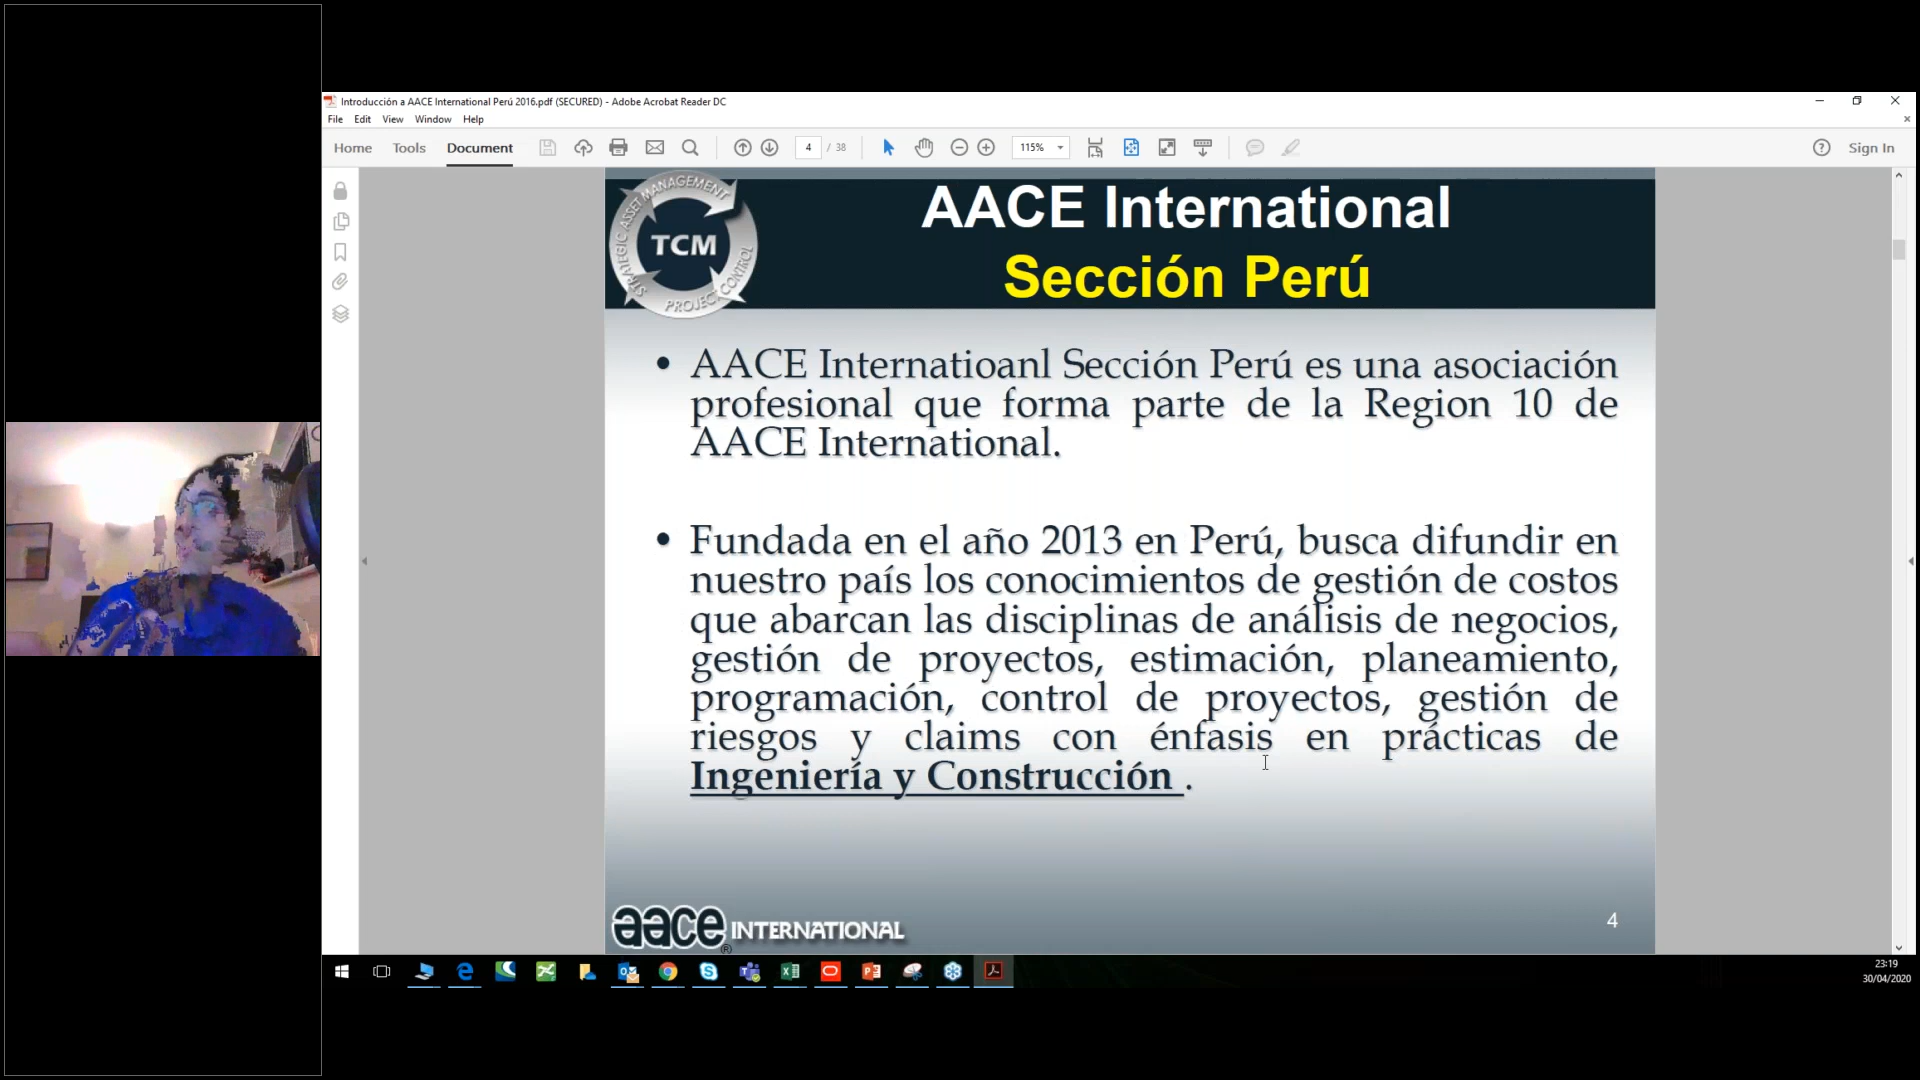 Introducción a AACE International Perú 2016.pdf (SECURED) - Adobe Acrobat Reader DC
File Edit View Window Help
Home Tools Document 4 / 38 115% Sign In
STRATEGIC ASSET MANAGEMENT
TCM
PROJECT CONTROL
AACE International
Sección Perú
• AACE Internatioanl Sección Perú es una asociación
profesional que forma parte de la Region 10 de
AACE International.
• Fundada en el año 2013 en Perú, busca difundir en
nuestro país los conocimientos de gestión de costos
que abarcan las disciplinas de análisis de negocios,
gestión de proyectos, estimación, planeamiento,
programación, control de proyectos, gestión de
riesgos y claims con énfasis en prácticas de
Ingeniería y Construcción .
aace® INTERNATIONAL
4
23:19
30/04/2020